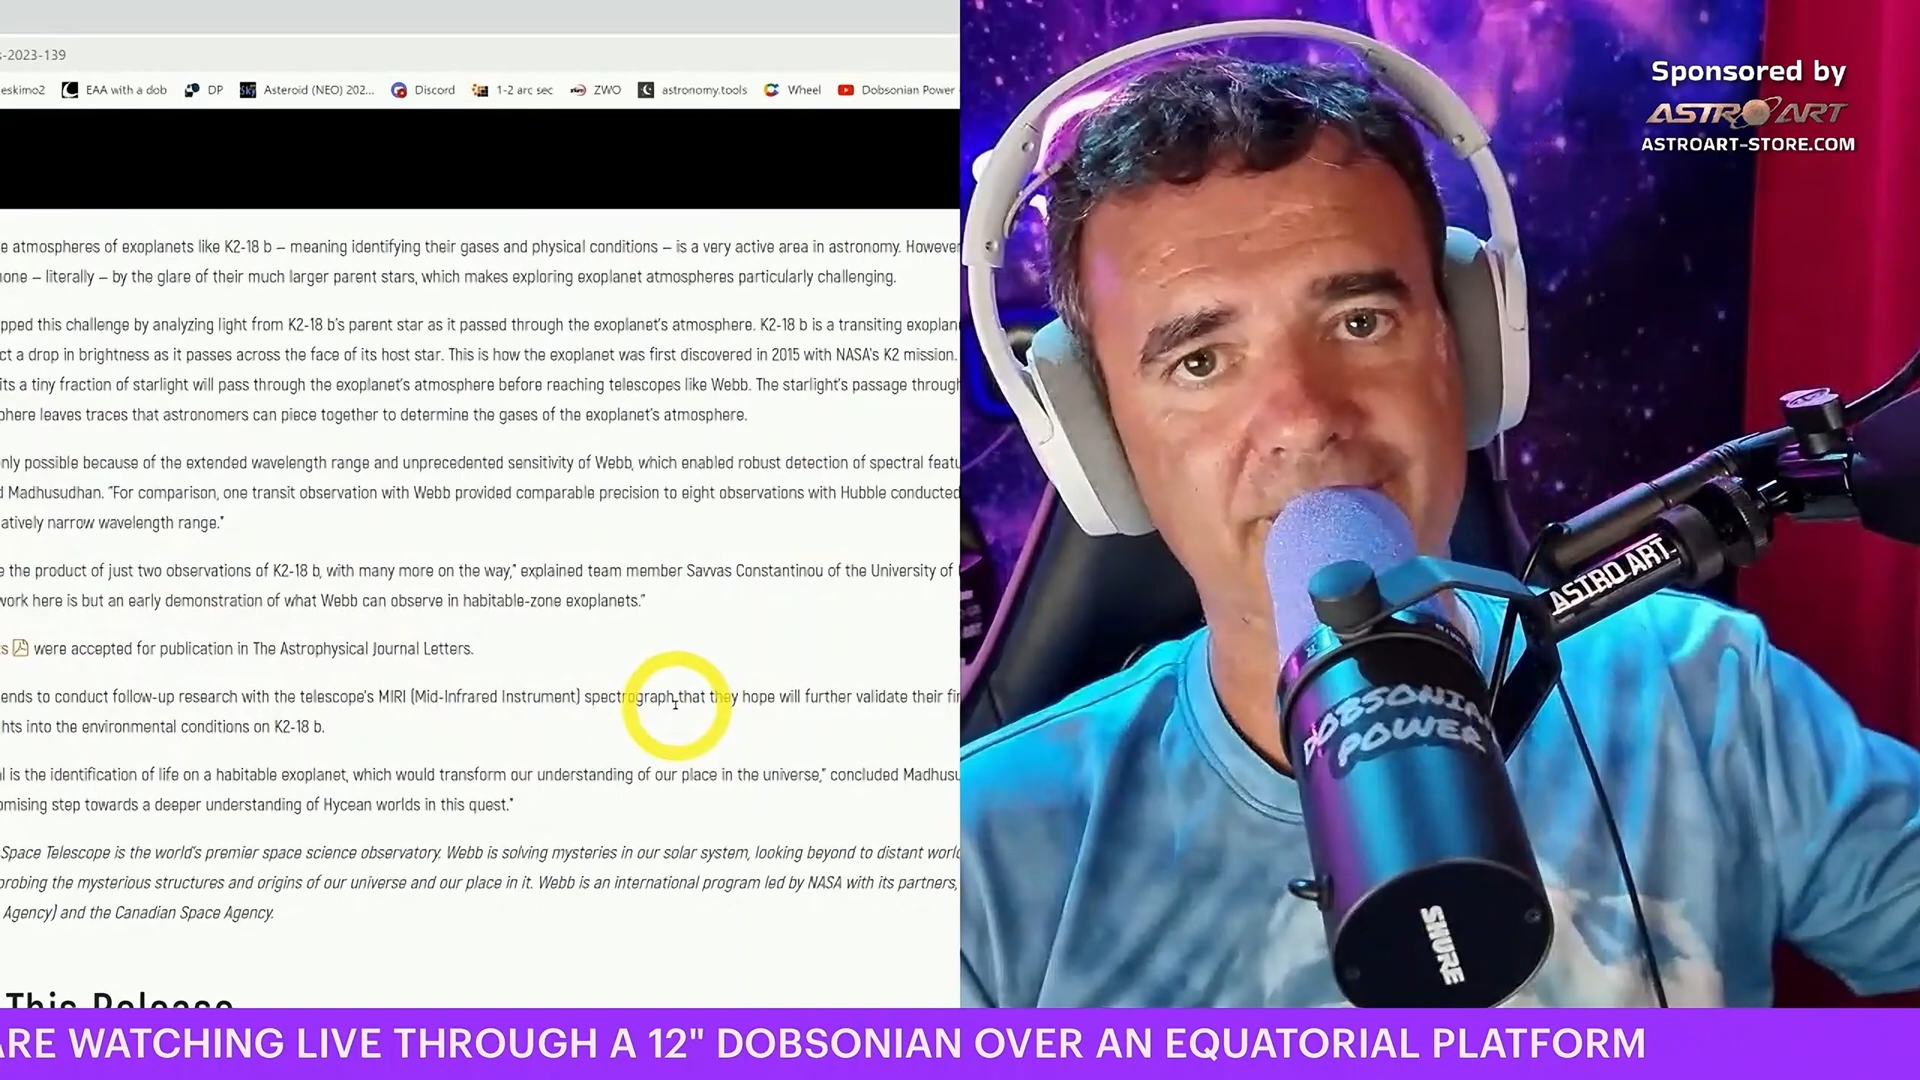 s-2023-139
eskimo2 EAA with a dob DP Asteroid (NEO) 202... Discord 1-2 arc sec ZWO astronomy.tools Wheel Dobsonian Power
e atmospheres of exoplanets like K2-18 b – meaning identifying their gases and physical conditions – is a very active area in astronomy. However
one – literally – by the glare of their much larger parent stars, which makes exploring exoplanet atmospheres particularly challenging.
pped this challenge by analyzing light from K2-18 b's parent star as it passed through the exoplanet's atmosphere. K2-18 b is a transiting exoplan
ct a drop in brightness as it passes across the face of its host star. This is how the exoplanet was first discovered in 2015 with NASA's K2 mission.
its a tiny fraction of starlight will pass through the exoplanet's atmosphere before reaching telescopes like Webb. The starlight's passage through
phere leaves traces that astronomers can piece together to determine the gases of the exoplanet's atmosphere.
nly possible because of the extended wavelength range and unprecedented sensitivity of Webb, which enabled robust detection of spectral featu
d Madhusudhan. "For comparison, one transit observation with Webb provided comparable precision to eight observations with Hubble conducted
atively narrow wavelength range."
e the product of just two observations of K2-18 b, with many more on the way," explained team member Savvas Constantinou of the University of
work here is but an early demonstration of what Webb can observe in habitable-zone exoplanets."
ts were accepted for publication in The Astrophysical Journal Letters.
ends to conduct follow-up research with the telescope's MIRI (Mid-Infrared Instrument) spectrograph that they hope will further validate their fin
hts into the environmental conditions on K2-18 b.
al is the identification of life on a habitable exoplanet, which would transform our understanding of our place in the universe," concluded Madhusu
omising step towards a deeper understanding of Hycean worlds in this quest."
Space Telescope is the world's premier space science observatory. Webb is solving mysteries in our solar system, looking beyond to distant world
probing the mysterious structures and origins of our universe and our place in it. Webb is an international program led by NASA with its partners,
Agency) and the Canadian Space Agency.
This Release
Sponsored by
ASTRO ART
ASTROART-STORE.COM
ASTRO ART
DOBSONIAN
POWER
SHURE
ARE WATCHING LIVE THROUGH A 12" DOBSONIAN OVER AN EQUATORIAL PLATFORM